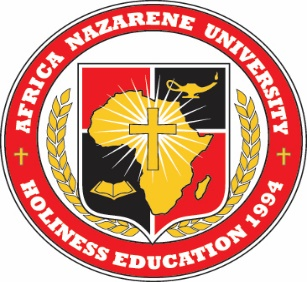 AFRICA NAZARENE UNIVERSITY
HOLINESS EDUCATION 1994